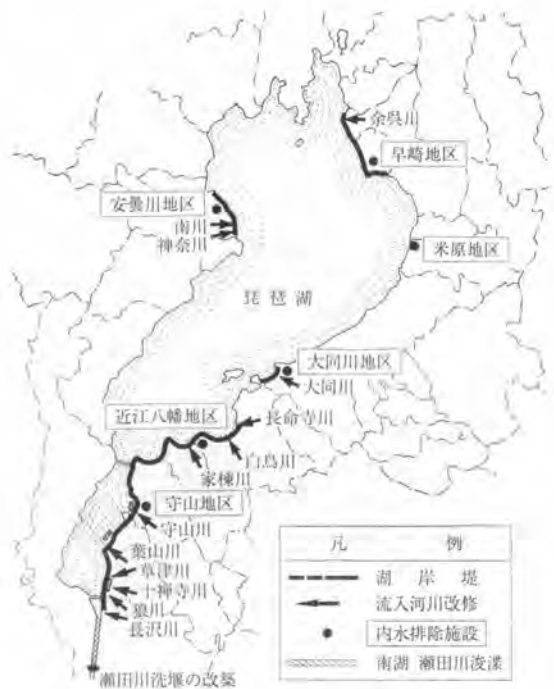 余呉川
早崎地区
安曇川地区
南川
神奈川
米原地区
琵琶湖
大同川地区
大同川
近江八幡地区
長命寺川
白鳥川
家棟川
守山地区
守山川
葉山川
草津川
十禅寺川
狼川
長沢川
瀬田川洗堰の改築
凡例
湖岸堤
流入河川改修
内水排除施設
南湖 瀬田川浚渫